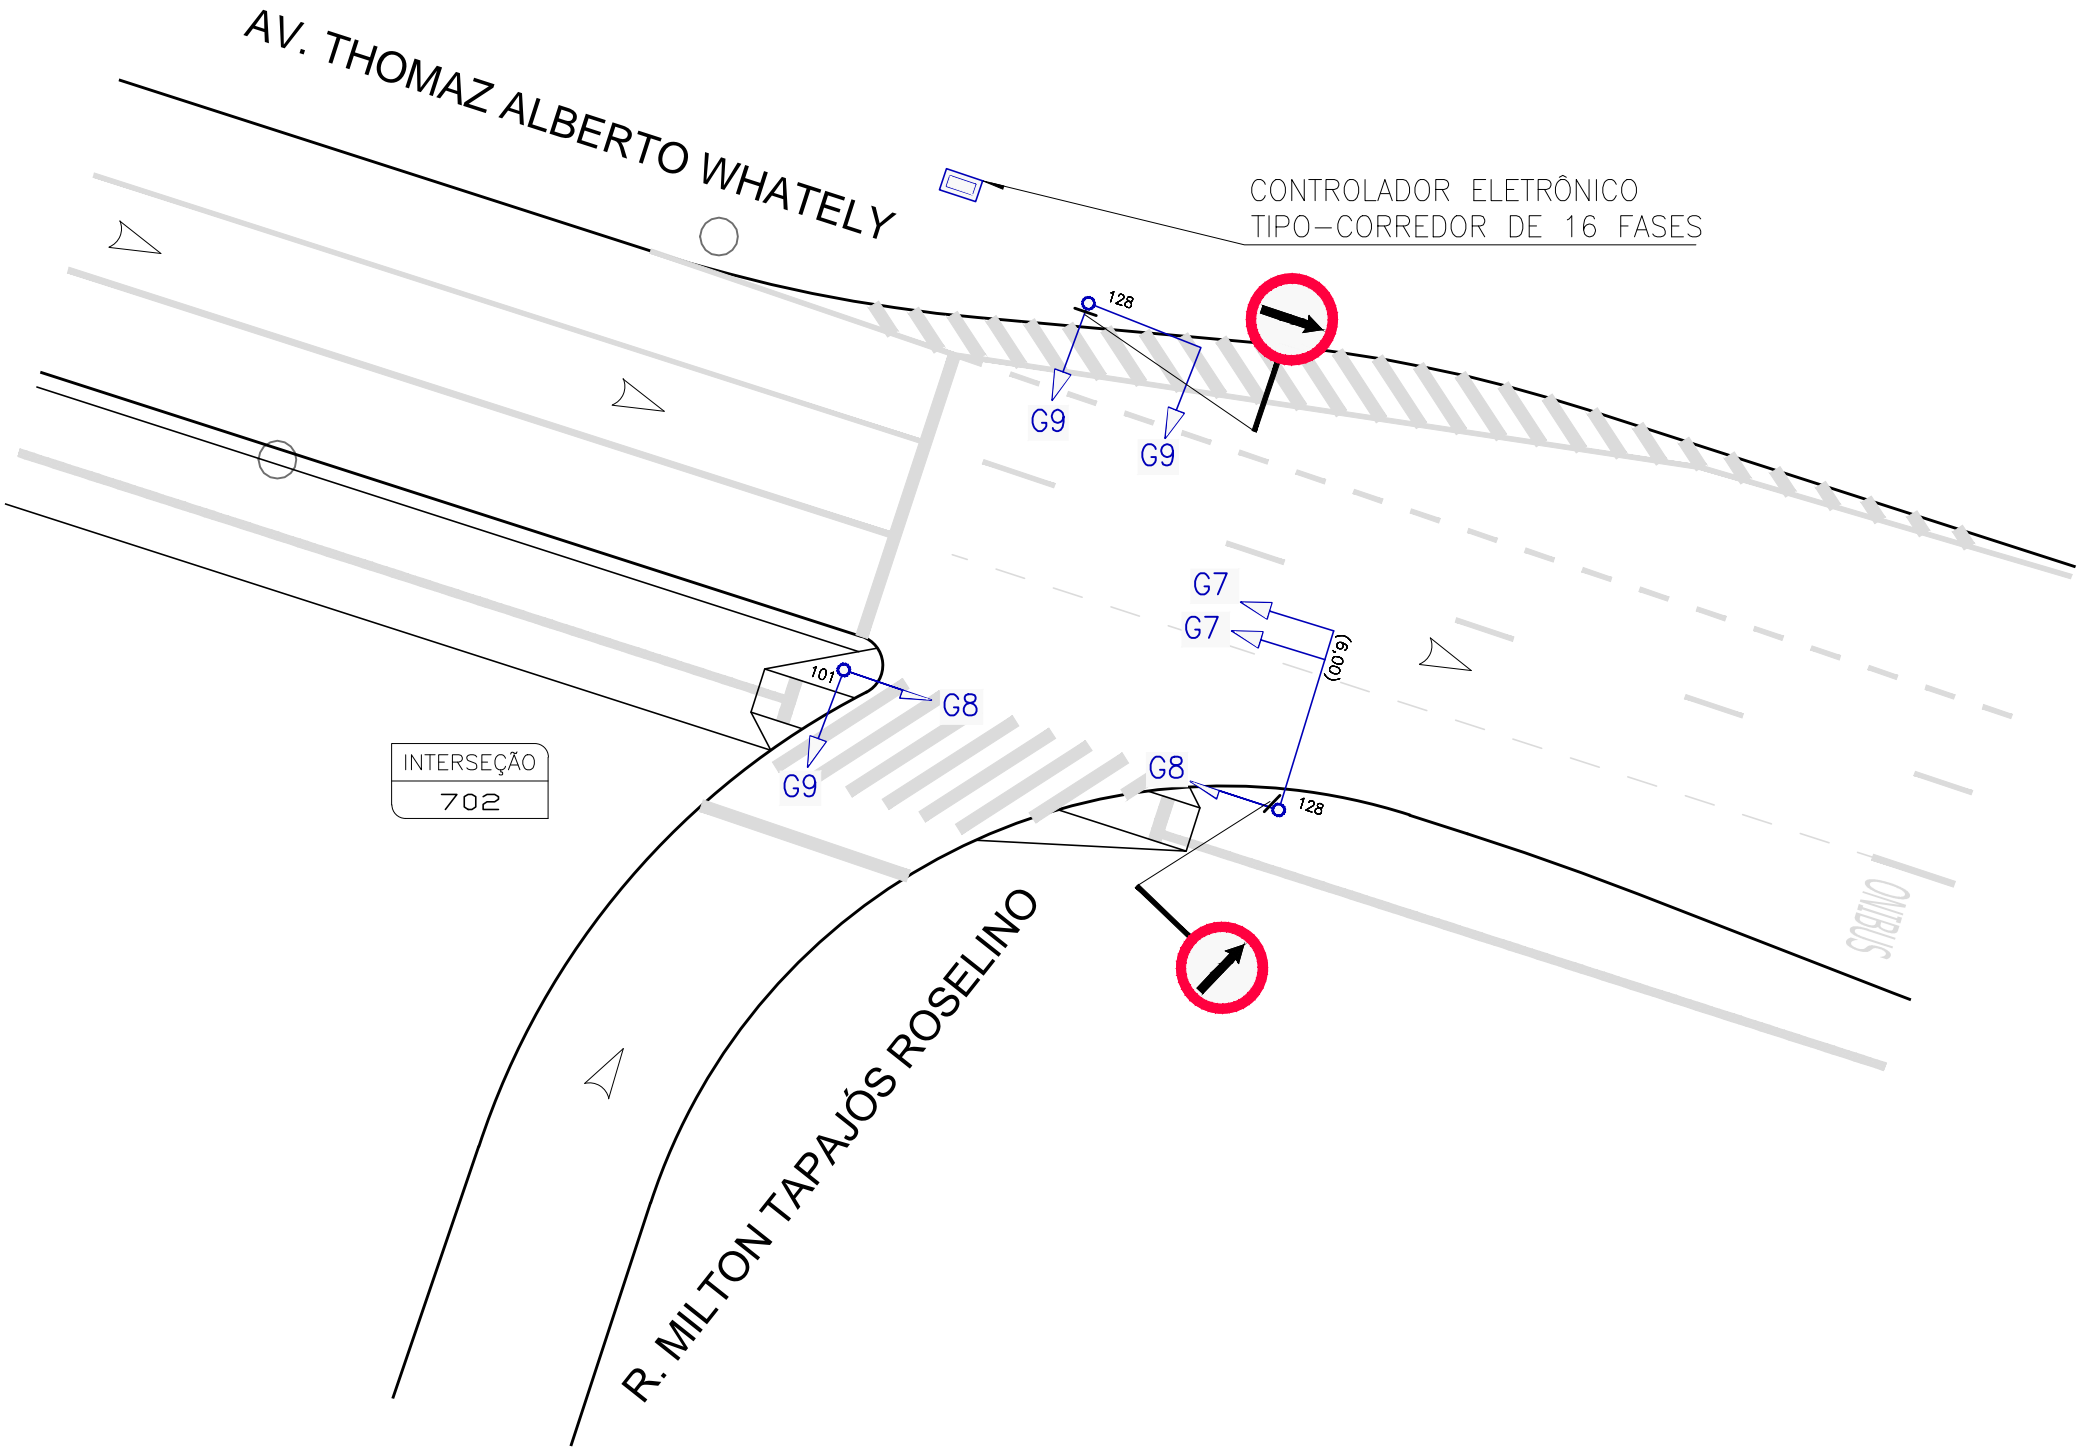 AV. THOMAZ ALBERTO WHATELY
CONTROLADOR ELETRÔNICO
TIPO-CORREDOR DE 16 FASES
128
G9
G9
G7
G7
(6,00)
101
G8
G9
G8
128
INTERSEÇÃO
702
ONIBUS
R. MILTON TAPAJÓS ROSELINO